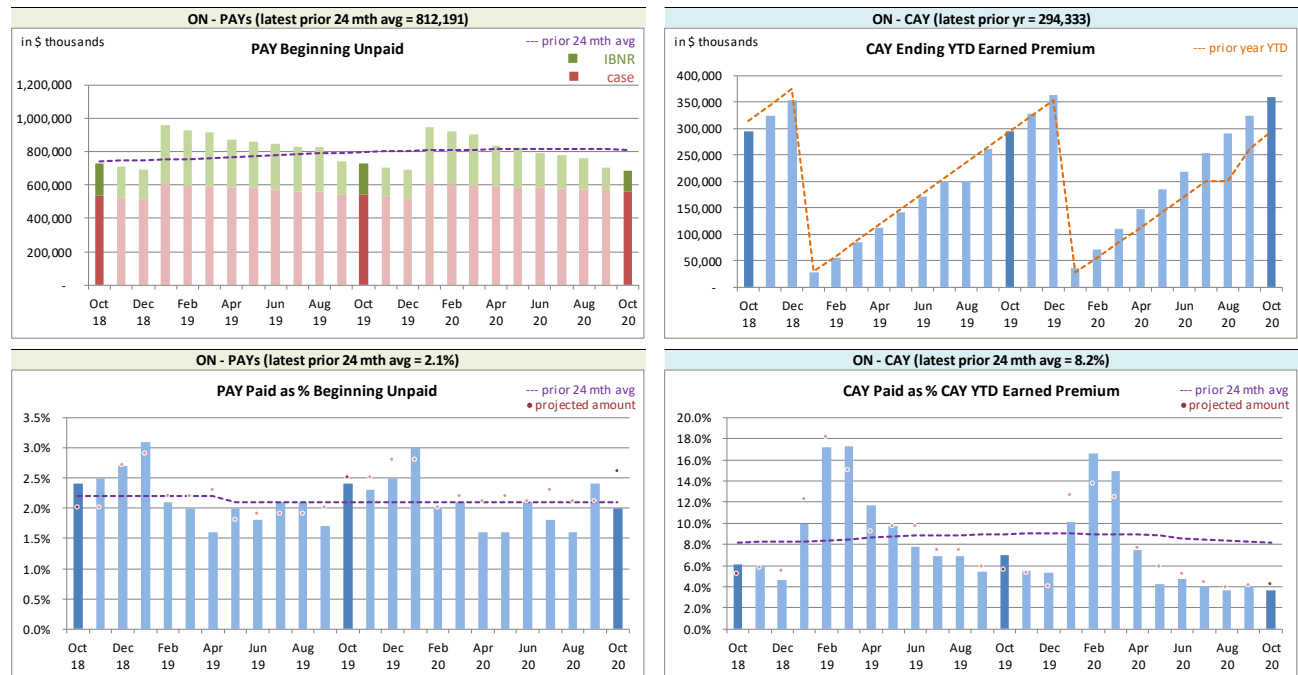 ON - PAYs (latest prior 24 mth avg = 812,191)
in $ thousands
PAY Beginning Unpaid
--- prior 24 mth avg
IBNR
case
1,200,000
1,000,000
800,000
600,000
400,000
200,000
-
Oct Dec Feb Apr Jun Aug Oct Dec Feb Apr Jun Aug Oct
18 18 19 19 19 19 19 19 20 20 20 20 20
ON - CAY (latest prior yr = 294,333)
in $ thousands
CAY Ending YTD Earned Premium
--- prior year YTD
400,000
350,000
300,000
250,000
200,000
150,000
100,000
50,000
-
Oct Dec Feb Apr Jun Aug Oct Dec Feb Apr Jun Aug Oct
18 18 19 19 19 19 19 19 20 20 20 20 20
ON - PAYs (latest prior 24 mth avg = 2.1%)
PAY Paid as % Beginning Unpaid
--- prior 24 mth avg
• projected amount
3.5%
3.0%
2.5%
2.0%
1.5%
1.0%
0.5%
0.0%
Oct Dec Feb Apr Jun Aug Oct Dec Feb Apr Jun Aug Oct
18 18 19 19 19 19 19 19 20 20 20 20 20
ON - CAY (latest prior 24 mth avg = 8.2%)
CAY Paid as % CAY YTD Earned Premium
--- prior 24 mth avg
• projected amount
20.0%
18.0%
16.0%
14.0%
12.0%
10.0%
8.0%
6.0%
4.0%
2.0%
0.0%
Oct Dec Feb Apr Jun Aug Oct Dec Feb Apr Jun Aug Oct
18 18 19 19 19 19 19 19 20 20 20 20 20